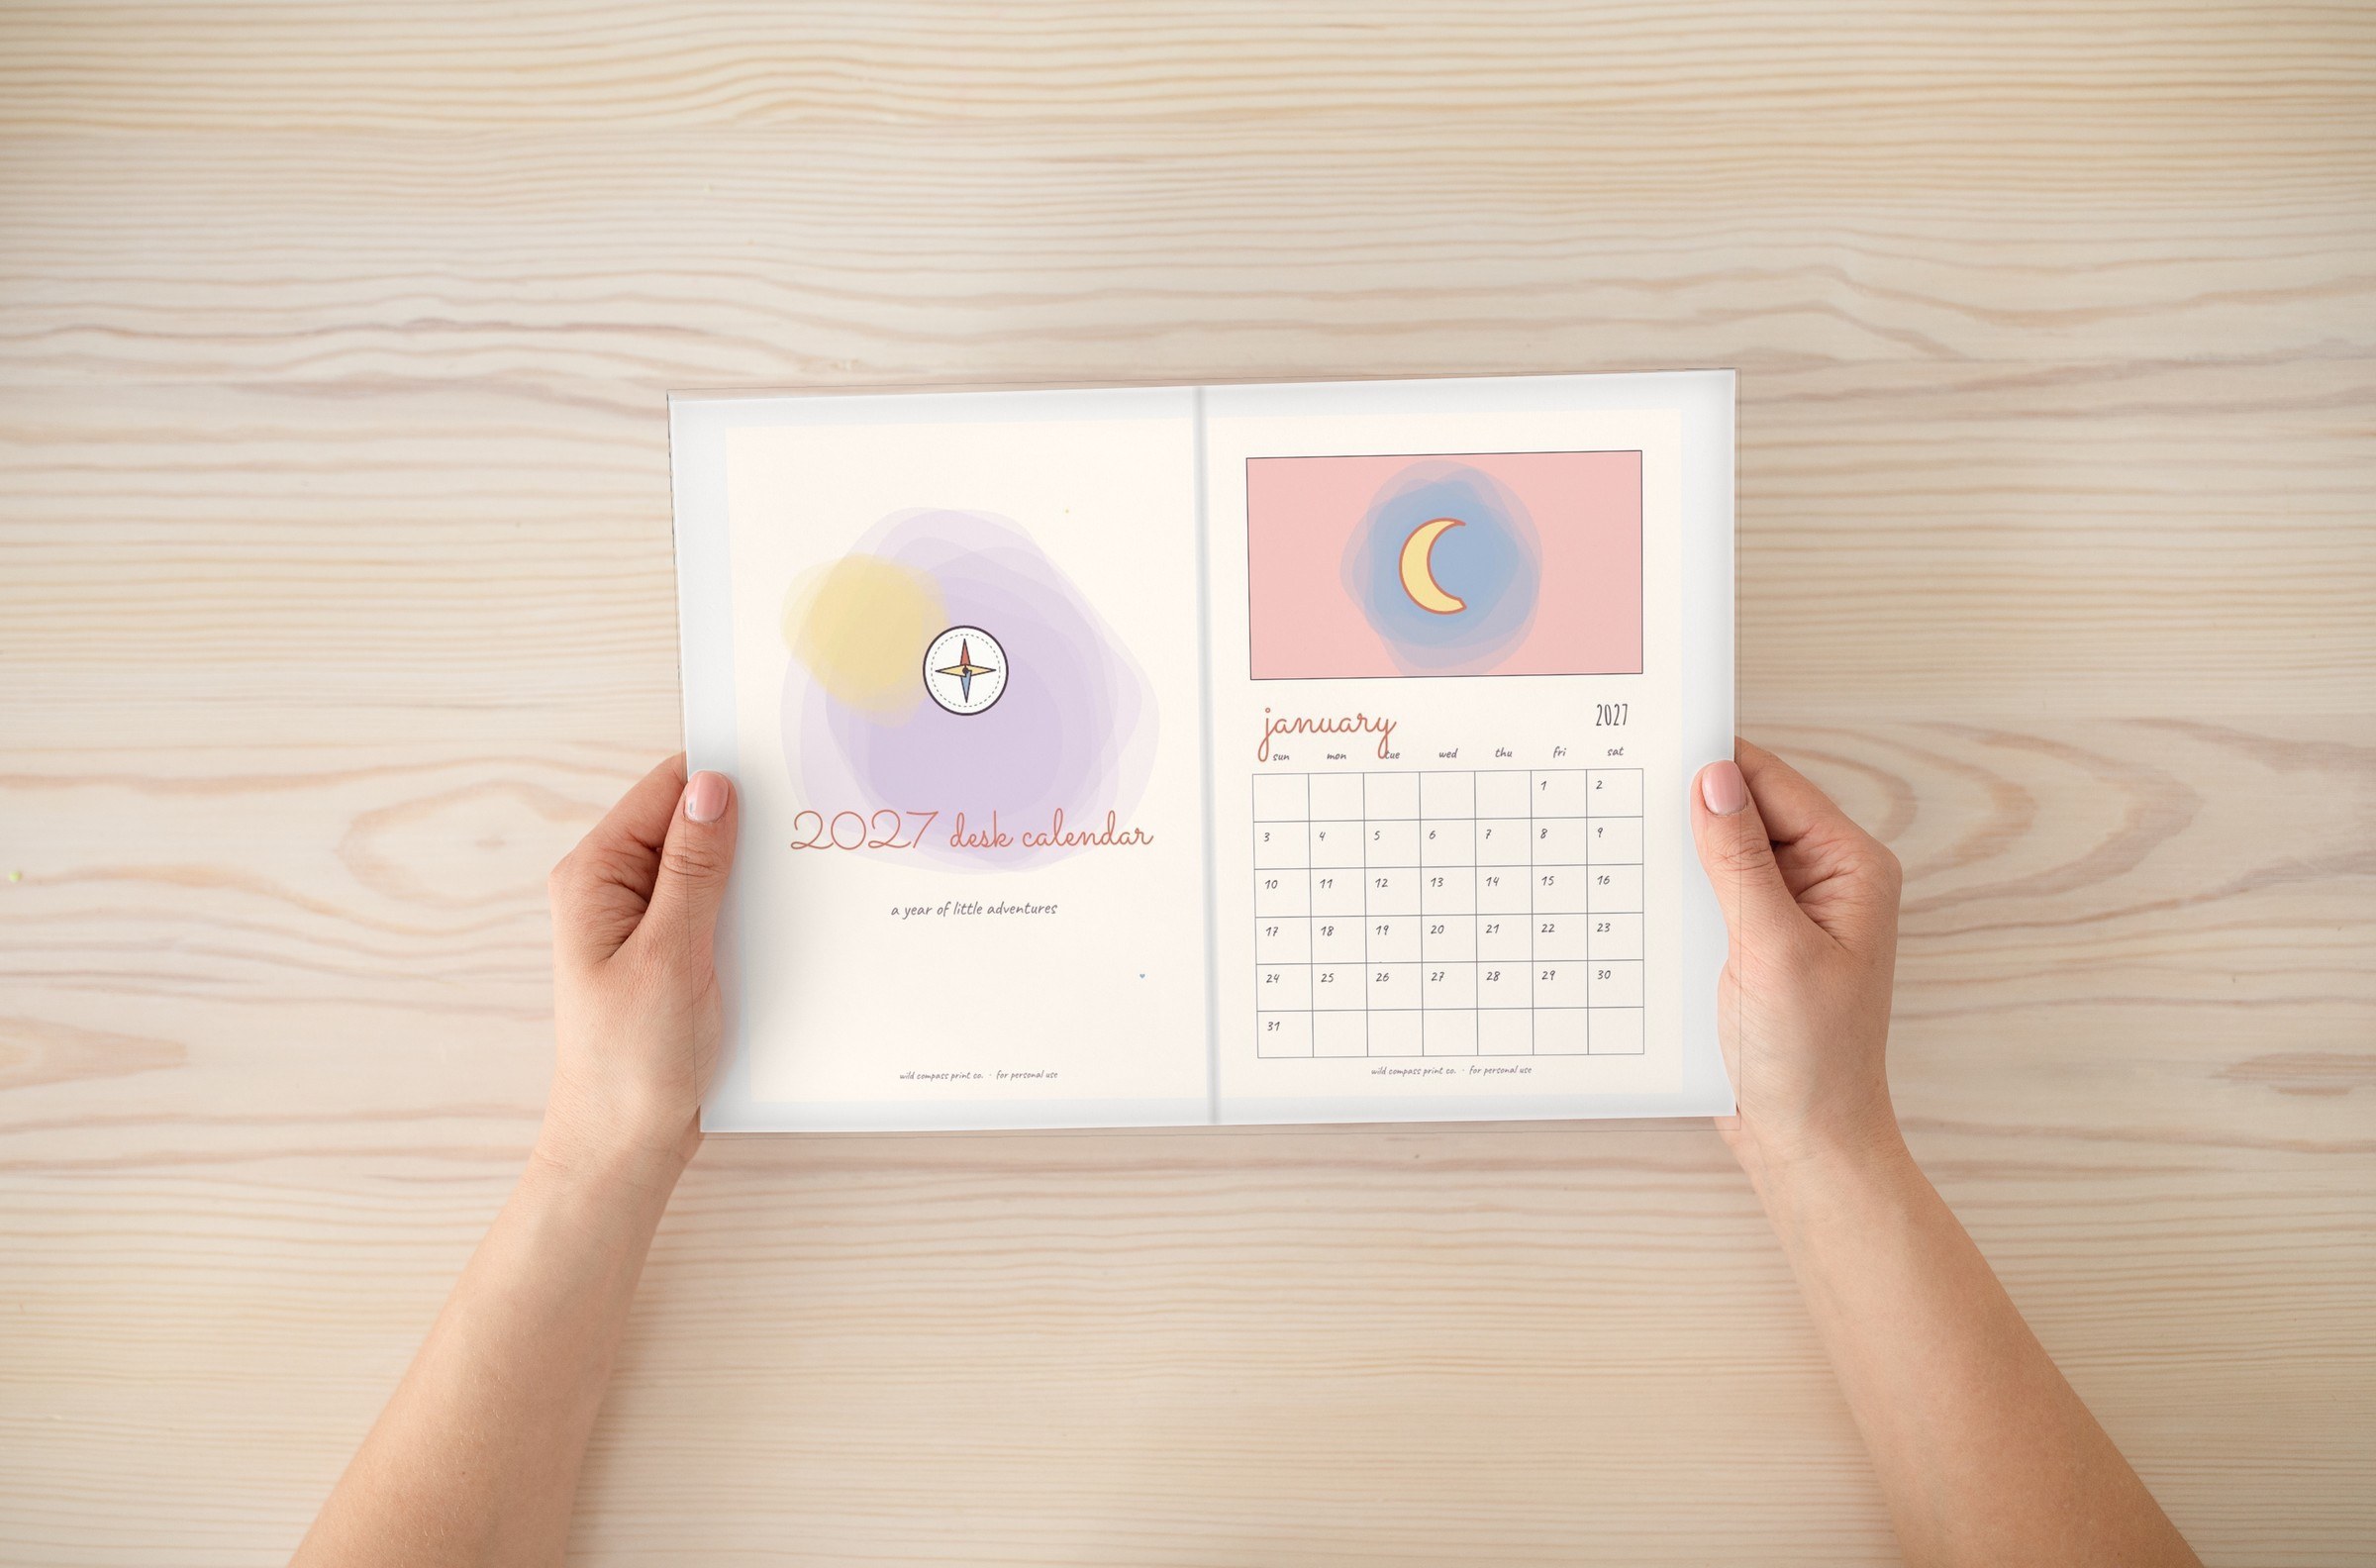 2027 desk calendar
a year of little adventures
wild compass print co. · for personal use
january 2027
sun mon tue wed thu fri sat
1 2
3 4 5 6 7 8 9
10 11 12 13 14 15 16
17 18 19 20 21 22 23
24 25 26 27 28 29 30
31
wild compass print co. · for personal use